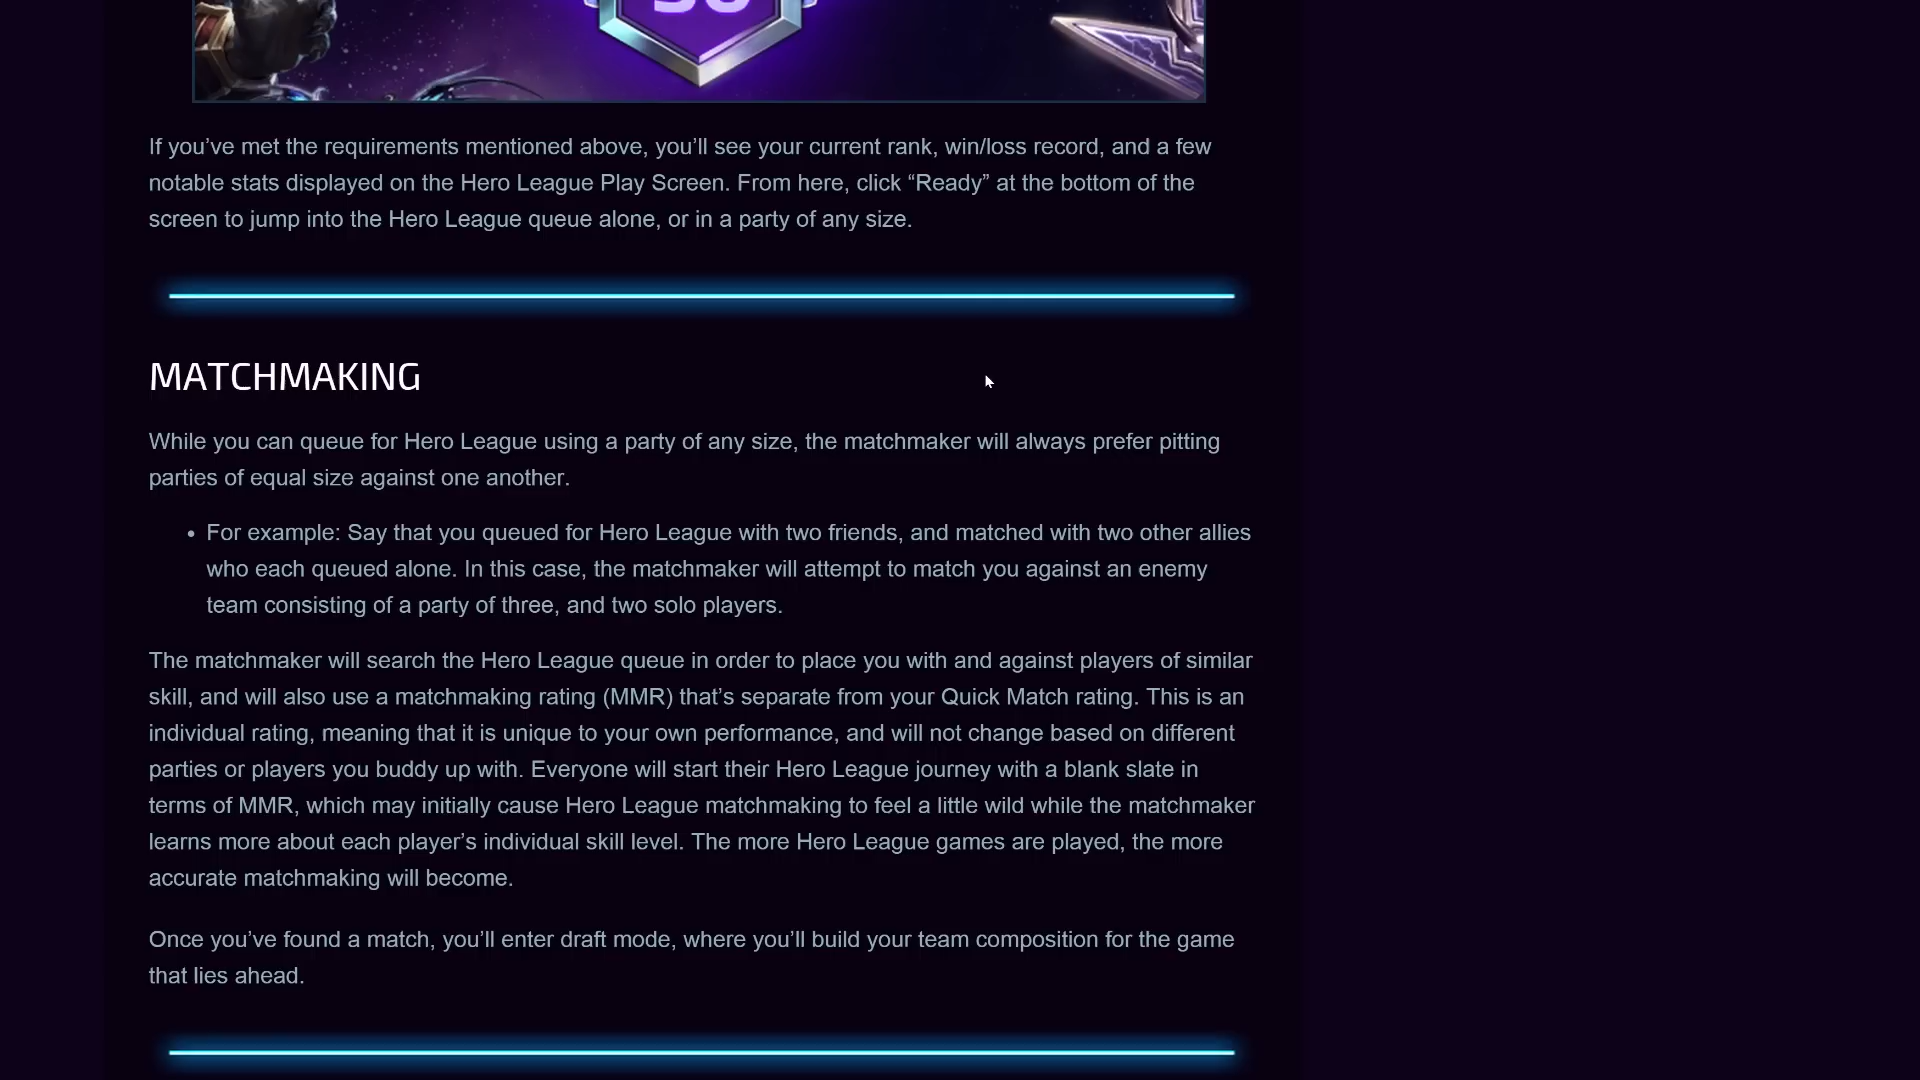 If you’ve met the requirements mentioned above, you’ll see your current rank, win/loss record, and a few
notable stats displayed on the Hero League Play Screen. From here, click “Ready” at the bottom of the
screen to jump into the Hero League queue alone, or in a party of any size.
MATCHMAKING
While you can queue for Hero League using a party of any size, the matchmaker will always prefer pitting
parties of equal size against one another.
• For example: Say that you queued for Hero League with two friends, and matched with two other allies
who each queued alone. In this case, the matchmaker will attempt to match you against an enemy
team consisting of a party of three, and two solo players.
The matchmaker will search the Hero League queue in order to place you with and against players of similar
skill, and will also use a matchmaking rating (MMR) that’s separate from your Quick Match rating. This is an
individual rating, meaning that it is unique to your own performance, and will not change based on different
parties or players you buddy up with. Everyone will start their Hero League journey with a blank slate in
terms of MMR, which may initially cause Hero League matchmaking to feel a little wild while the matchmaker
learns more about each player’s individual skill level. The more Hero League games are played, the more
accurate matchmaking will become.
Once you’ve found a match, you’ll enter draft mode, where you’ll build your team composition for the game
that lies ahead.